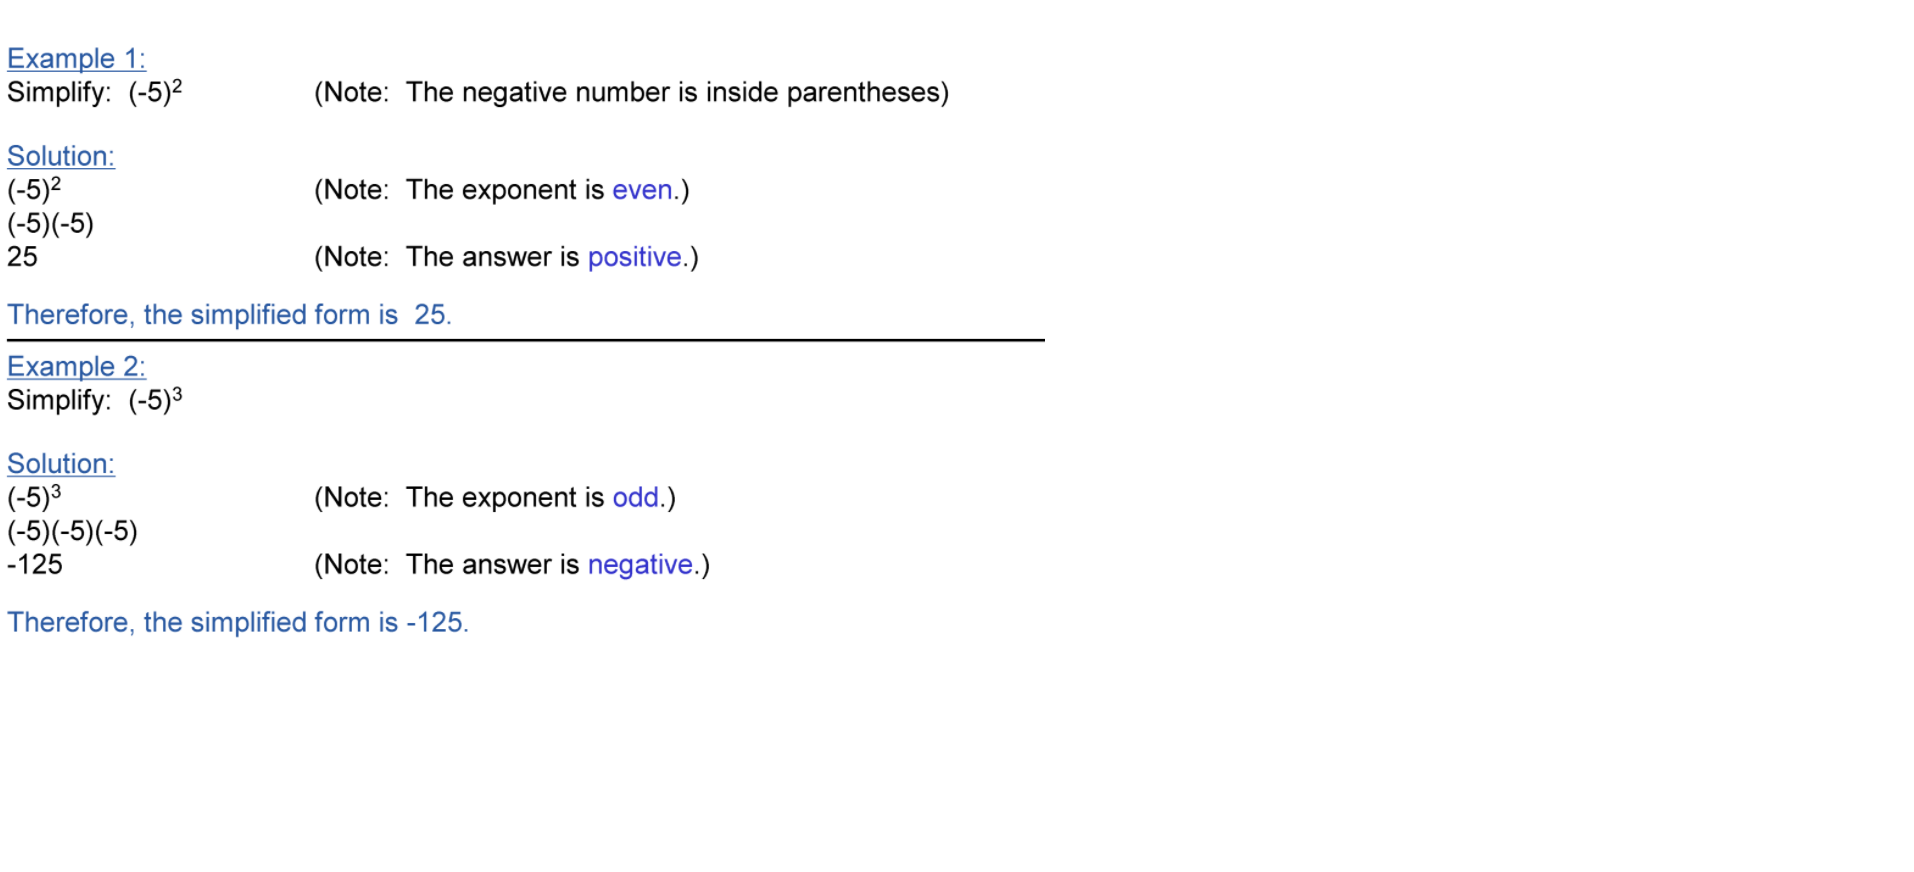 Example 1:
Simplify:  (-5)²    (Note:  The negative number is inside parentheses)
Solution:
(-5)²    (Note:  The exponent is even.)
(-5)(-5)
25    (Note:  The answer is positive.)
Therefore, the simplified form is  25.
Example 2:
Simplify:  (-5)³
Solution:
(-5)³    (Note:  The exponent is odd.)
(-5)(-5)(-5)
-125    (Note:  The answer is negative.)
Therefore, the simplified form is -125.